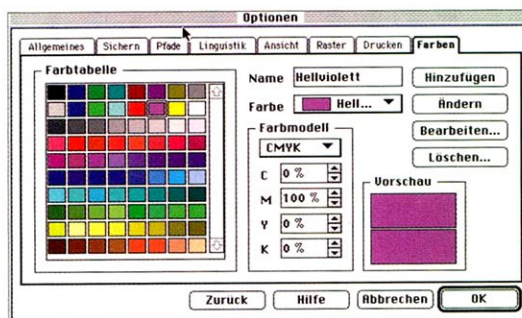 Optionen
Allgemeines Sichern Pfade Linguistik Ansicht Raster Drucken Farben
Farbtabelle
Name Hellviolett Hinzufügen
Farbe Hell... Ändern
Farbmodell Bearbeiten...
CMYK Löschen...
C 0 % Vorschau
M 100 %
Y 0 %
K 0 %
Zurück Hilfe Abbrechen OK